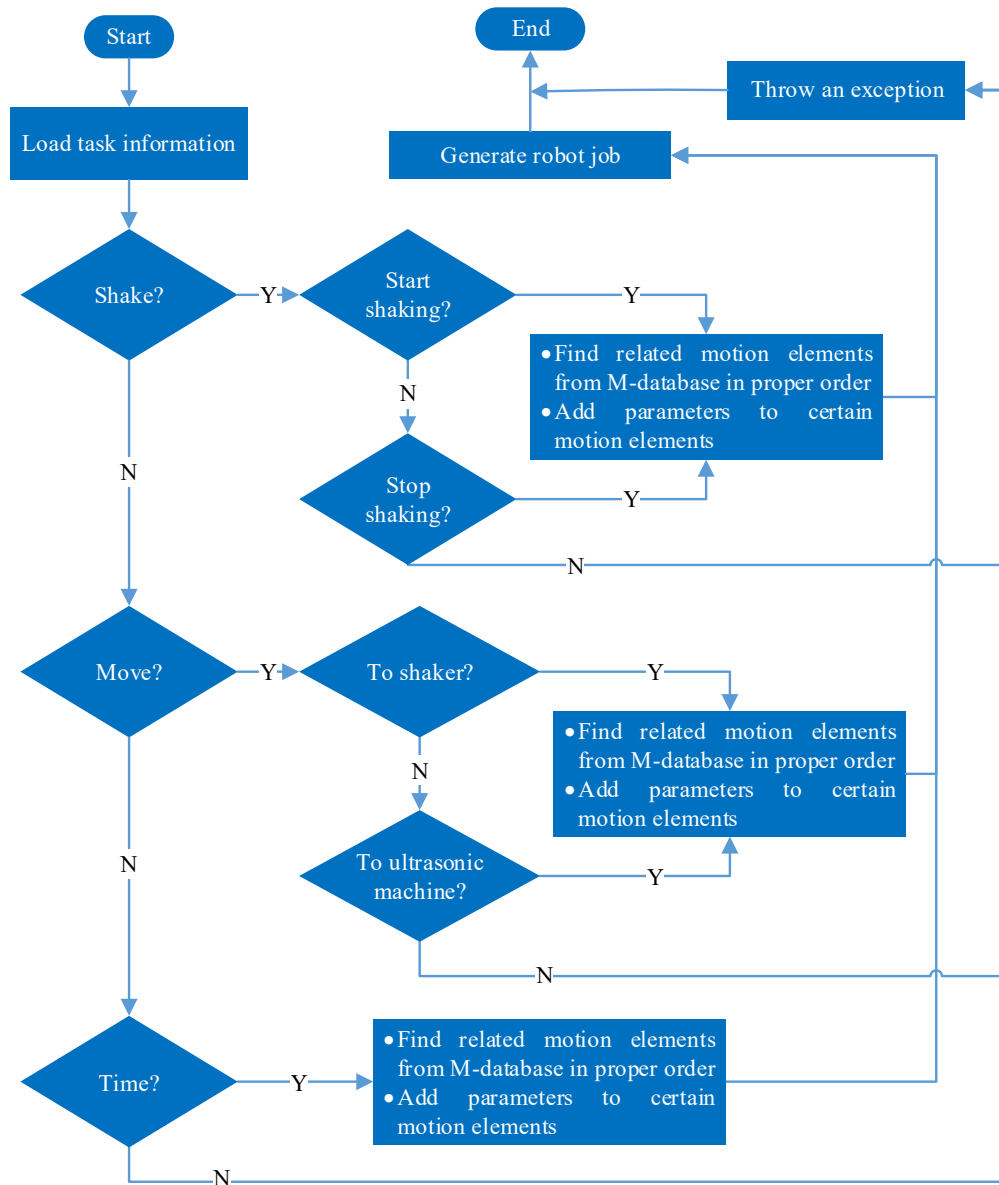 Start
End
Throw an exception
Load task information
Generate robot job
Shake?
Y
Start
shaking?
Y
• Find related motion elements
from M-database in proper order
• Add parameters to certain
motion elements
N
N
Stop
shaking?
Y
N
Move?
Y
To shaker?
Y
• Find related motion elements
from M-database in proper order
• Add parameters to certain
motion elements
N
N
To ultrasonic
machine?
Y
N
Time?
Y
• Find related motion elements
from M-database in proper order
• Add parameters to certain
motion elements
N